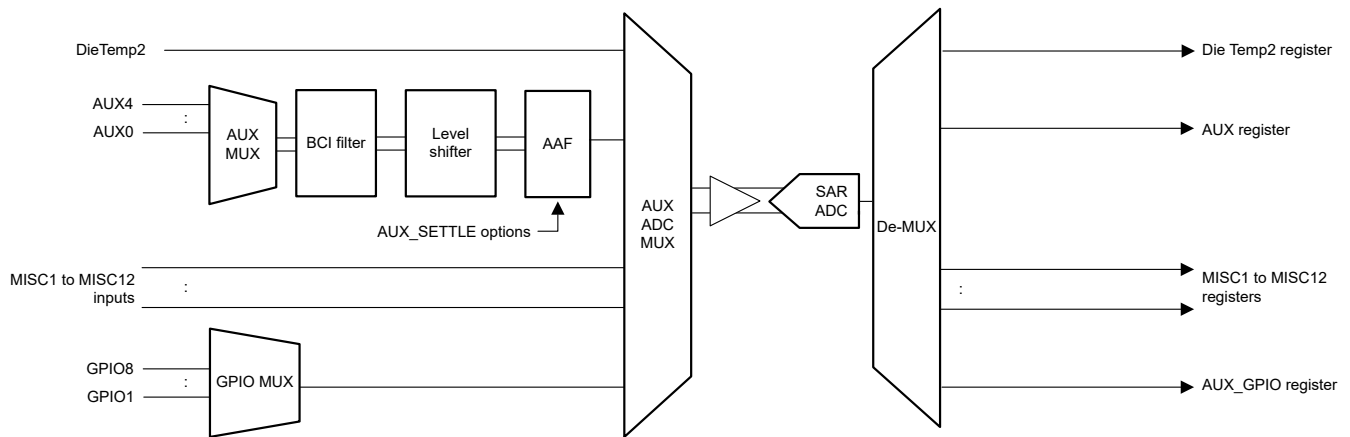 DieTemp2
AUX4
:
AUX0
AUX
MUX
BCI filter
Level
shifter
AAF
AUX_SETTLE options
MISC1 to MISC12
inputs
:
GPIO8
:
GPIO1
GPIO MUX
AUX
ADC
MUX
SAR
ADC
De-MUX
Die Temp2 register
AUX register
:
MISC1 to MISC12
registers
AUX_GPIO register